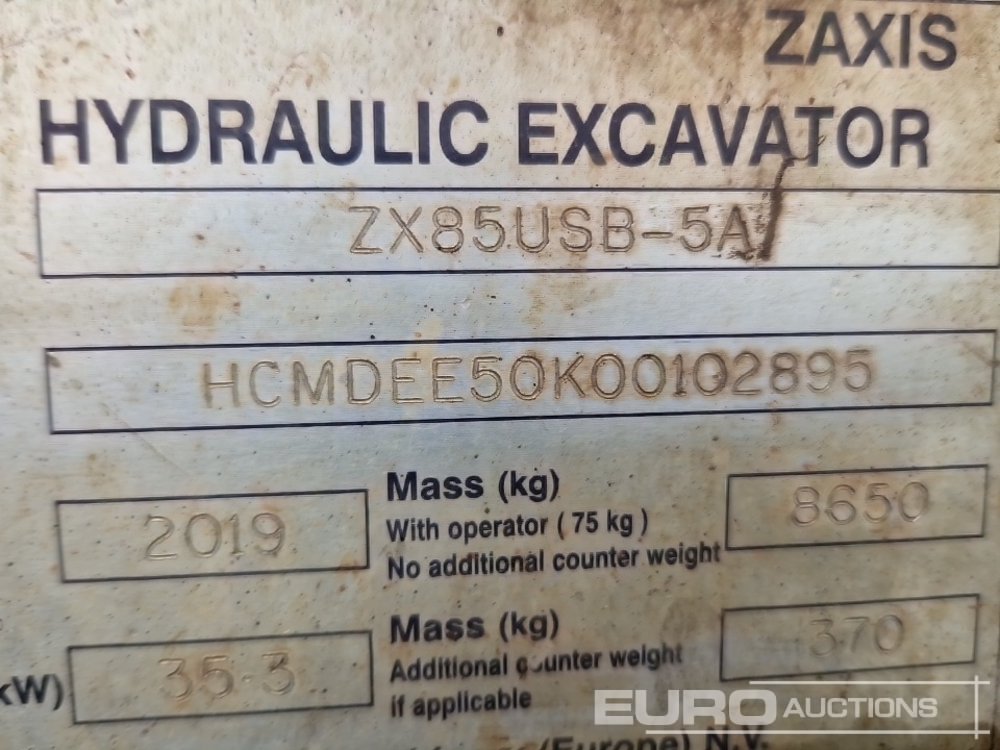 ZAXIS
HYDRAULIC EXCAVATOR
ZX85USB-5A
HCMDEE50K00102895
Mass (kg)
2019 With operator ( 75 kg ) 8650
No additional counter weight
Mass (kg)
kW) 35.3 Additional counter weight 370
if applicable
(Europe) N.V.
EURO AUCTIONS